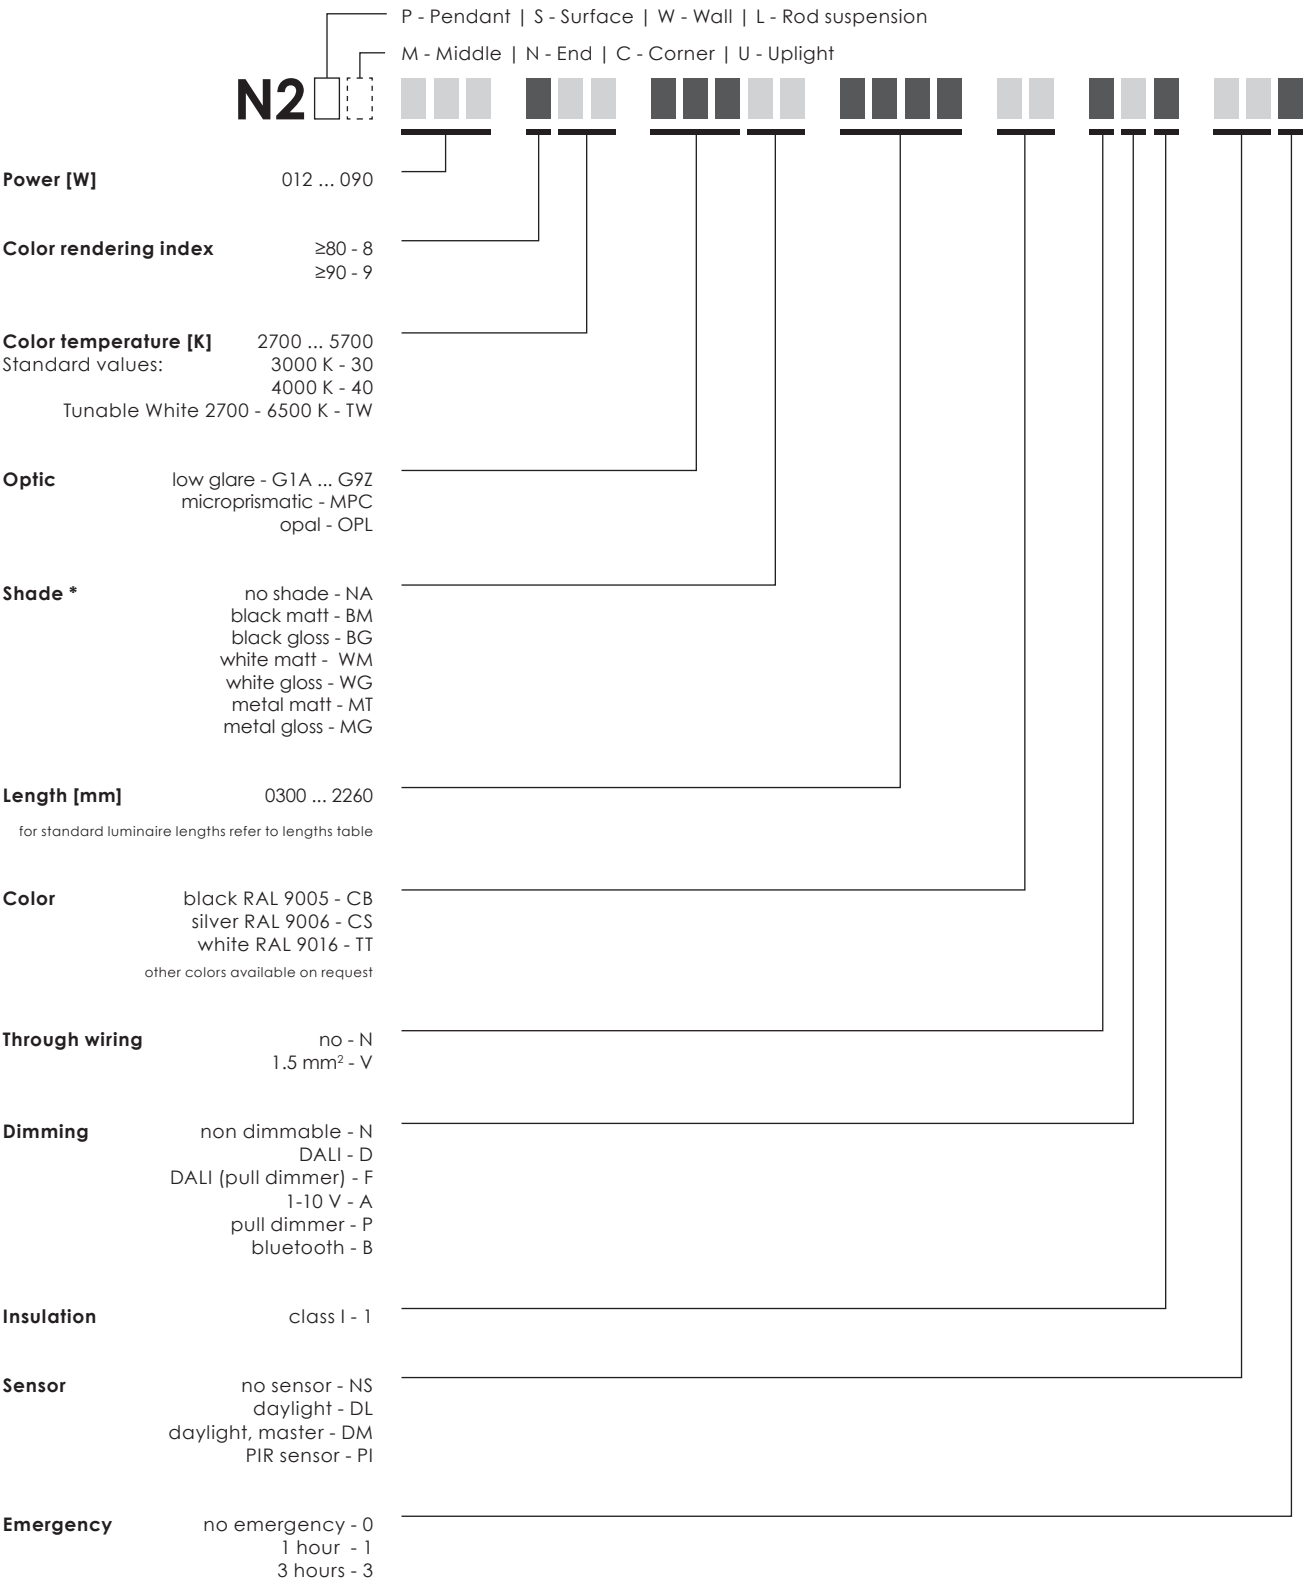 P - Pendant | S - Surface | W - Wall | L - Rod suspension
M - Middle | N - End | C - Corner | U - Uplight
N2
Power [W] 012 ... 090
Color rendering index ≥80 - 8
≥90 - 9
Color temperature [K] 2700 ... 5700
Standard values: 3000 K - 30
4000 K - 40
Tunable White 2700 - 6500 K - TW
Optic low glare - G1A ... G9Z
microprismatic - MPC
opal - OPL
Shade * no shade - NA
black matt - BM
black gloss - BG
white matt - WM
white gloss - WG
metal matt - MT
metal gloss - MG
Length [mm] 0300 ... 2260
for standard luminaire lengths refer to lengths table
Color black RAL 9005 - CB
silver RAL 9006 - CS
white RAL 9016 - TT
other colors available on request
Through wiring no - N
1.5 mm² - V
Dimming non dimmable - N
DALI - D
DALI (pull dimmer) - F
1-10 V - A
pull dimmer - P
bluetooth - B
Insulation class I - 1
Sensor no sensor - NS
daylight - DL
daylight, master - DM
PIR sensor - PI
Emergency no emergency - 0
1 hour - 1
3 hours - 3